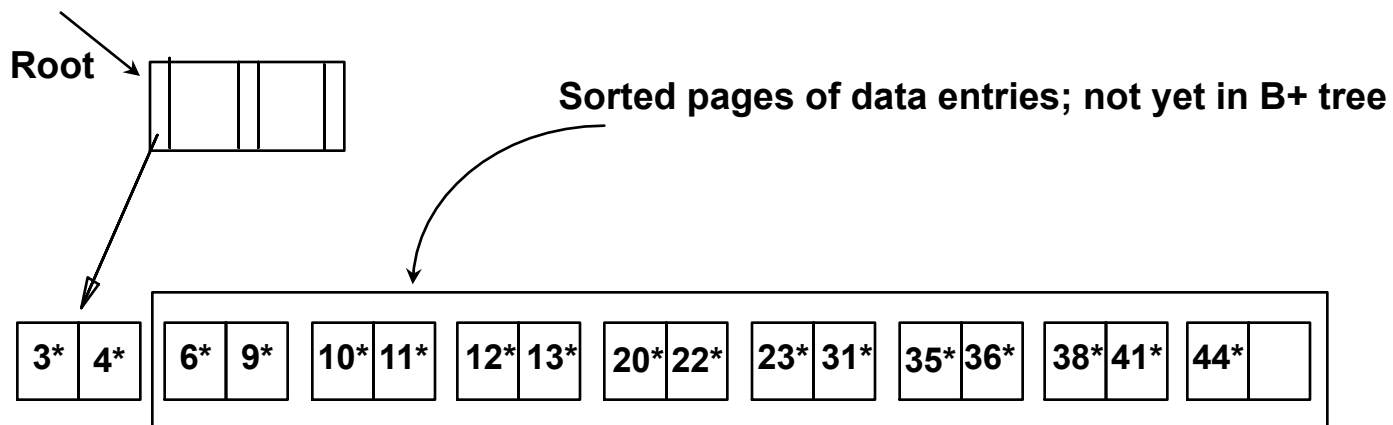 Root
Sorted pages of data entries; not yet in B+ tree
3* 4* 6* 9* 10* 11* 12* 13* 20* 22* 23* 31* 35* 36* 38* 41* 44*